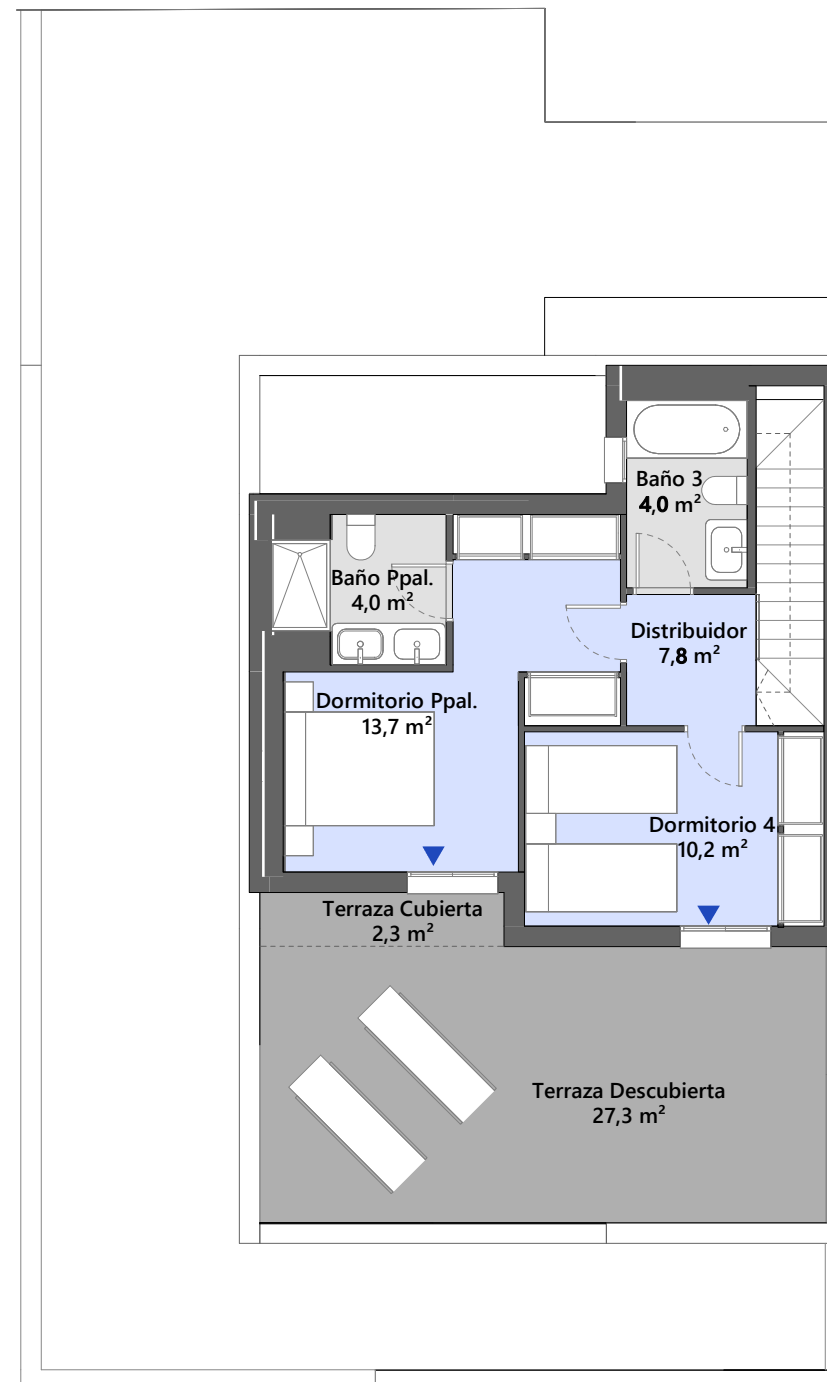 Baño 3
4,0 m²
Baño Ppal.
4,0 m²
Distribuidor
7,8 m²
Dormitorio Ppal.
13,7 m²
Dormitorio 4
10,2 m²
Terraza Cubierta
2,3 m²
Terraza Descubierta
27,3 m²